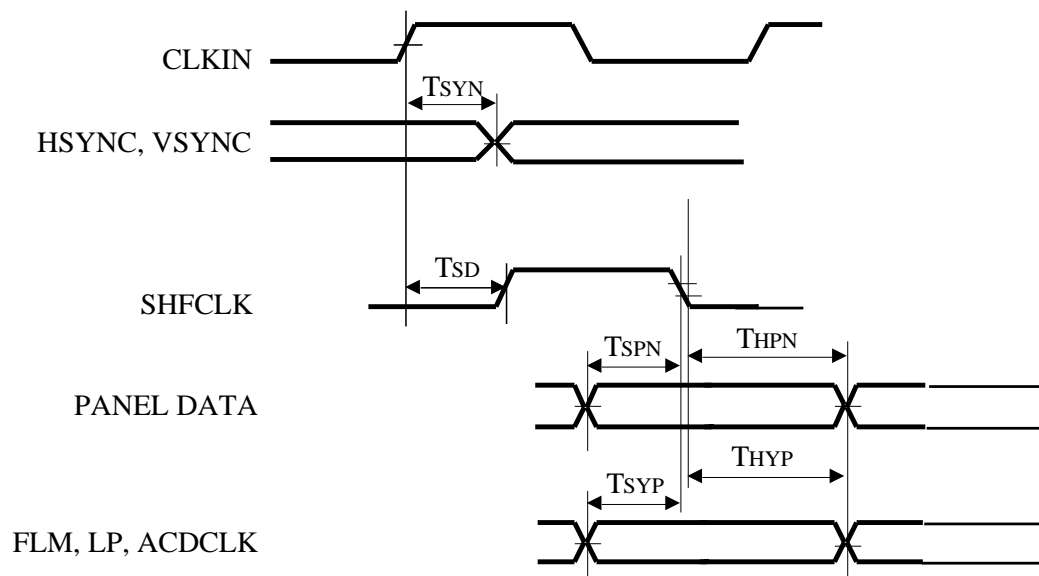 CLKIN
TSYN
HSYNC, VSYNC
TSD
SHFCLK
TSPN
THPN
PANEL DATA
THYP
TSYP
FLM, LP, ACDCLK